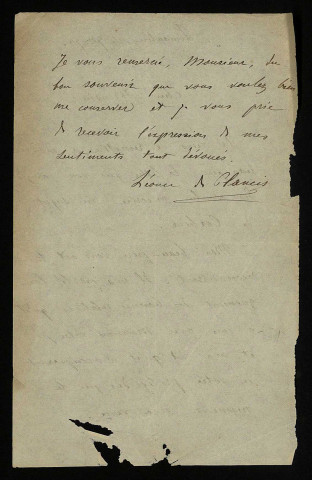 Je vous remercie, Monsieur, du
bon souvenir que vous voulez bien
me conserver et je vous prie
de recevoir l'expression de mes
sentiments tout dévoués.
Léonce de